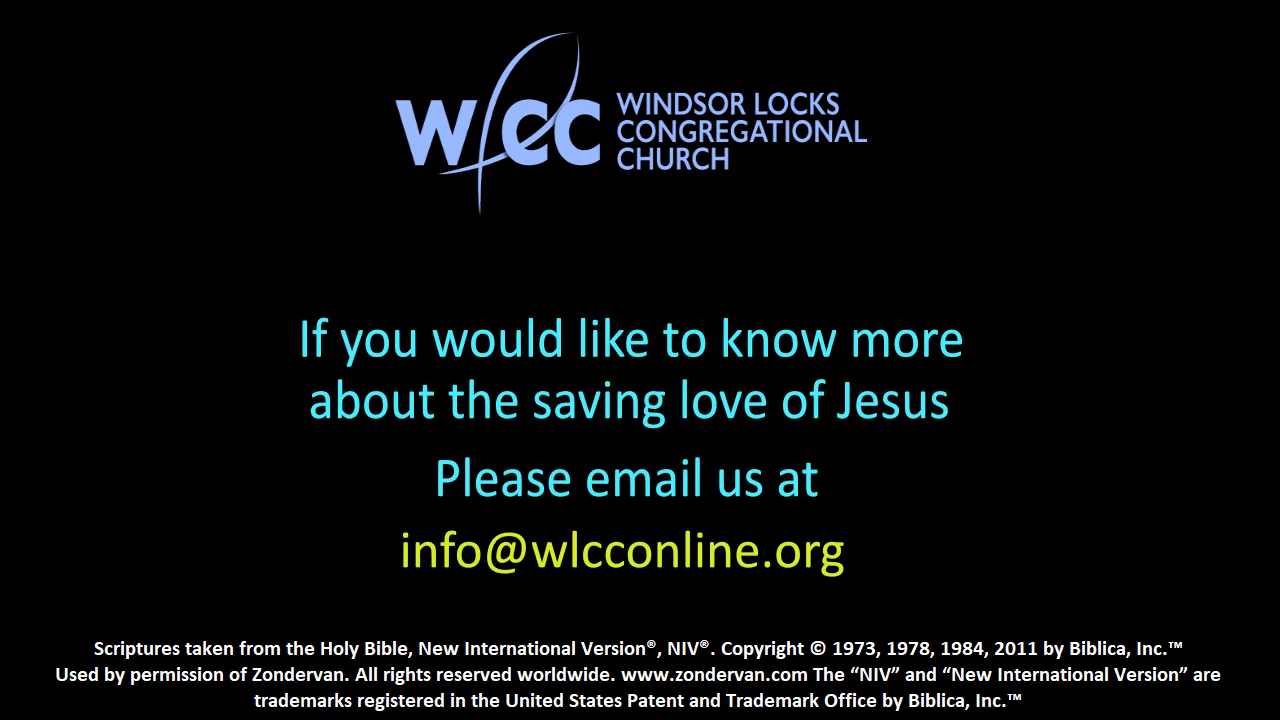 WLCC WINDSOR LOCKS
CONGREGATIONAL
CHURCH
If you would like to know more
about the saving love of Jesus
Please email us at
info@wlcconline.org
Scriptures taken from the Holy Bible, New International Version®, NIV®. Copyright © 1973, 1978, 1984, 2011 by Biblica, Inc.™
Used by permission of Zondervan. All rights reserved worldwide. www.zondervan.com The “NIV” and “New International Version” are
trademarks registered in the United States Patent and Trademark Office by Biblica, Inc.™